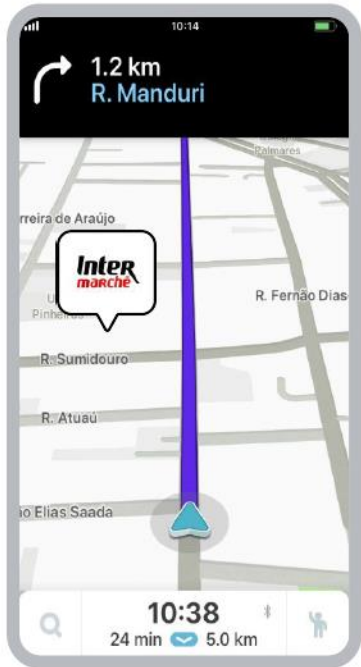 10:14
1.2 km
R. Manduri
Palmares
rreira de Araújo
Inter
marché
R. Fernão Dias
Pinheiros
R. Sumidouro
R. Atuaú
ão Elias Saada
10:38
24 min 5.0 km